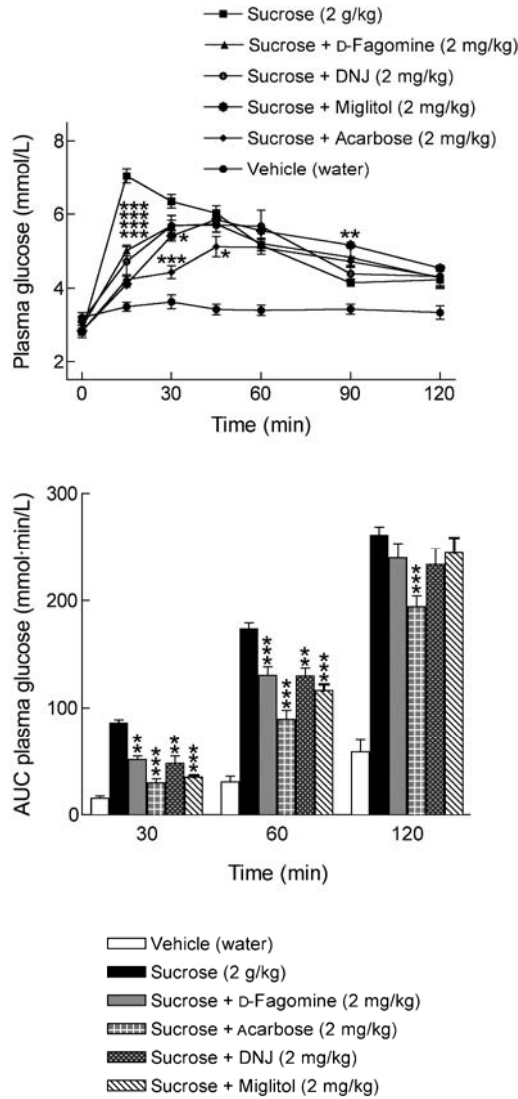 Sucrose (2 g/kg)
Sucrose + D-Fagomine (2 mg/kg)
Sucrose + DNJ (2 mg/kg)
Sucrose + Miglitol (2 mg/kg)
Sucrose + Acarbose (2 mg/kg)
Vehicle (water)
Plasma glucose (mmol/L)
8
6
4
2
***
***
***
***
*
***
*
**
0
30
60
90
120
Time (min)
AUC plasma glucose (mmol·min/L)
300
200
100
0
**
***
**
***
***
***
**
***
***
30
60
120
Time (min)
Vehicle (water)
Sucrose (2 g/kg)
Sucrose + D-Fagomine (2 mg/kg)
Sucrose + Acarbose (2 mg/kg)
Sucrose + DNJ (2 mg/kg)
Sucrose + Miglitol (2 mg/kg)